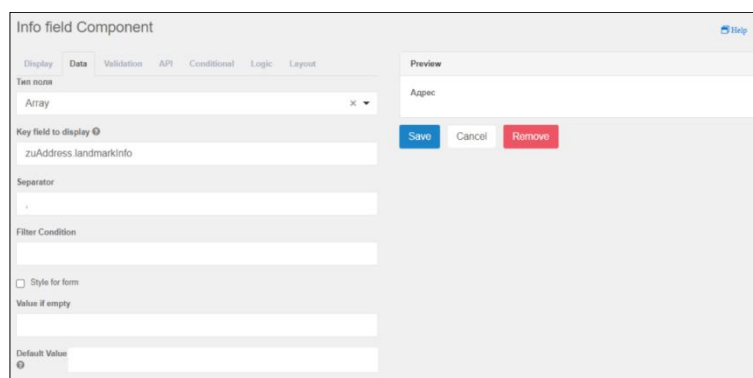 Info field Component
Help
Display Data Validation API Conditional Logic Layout
Тип поля
Array
Key field to display
zuAddress.landmarkInfo
Separator
,
Filter Condition
Style for form
Value if empty
Default Value
Preview
Адрес
Save Cancel Remove